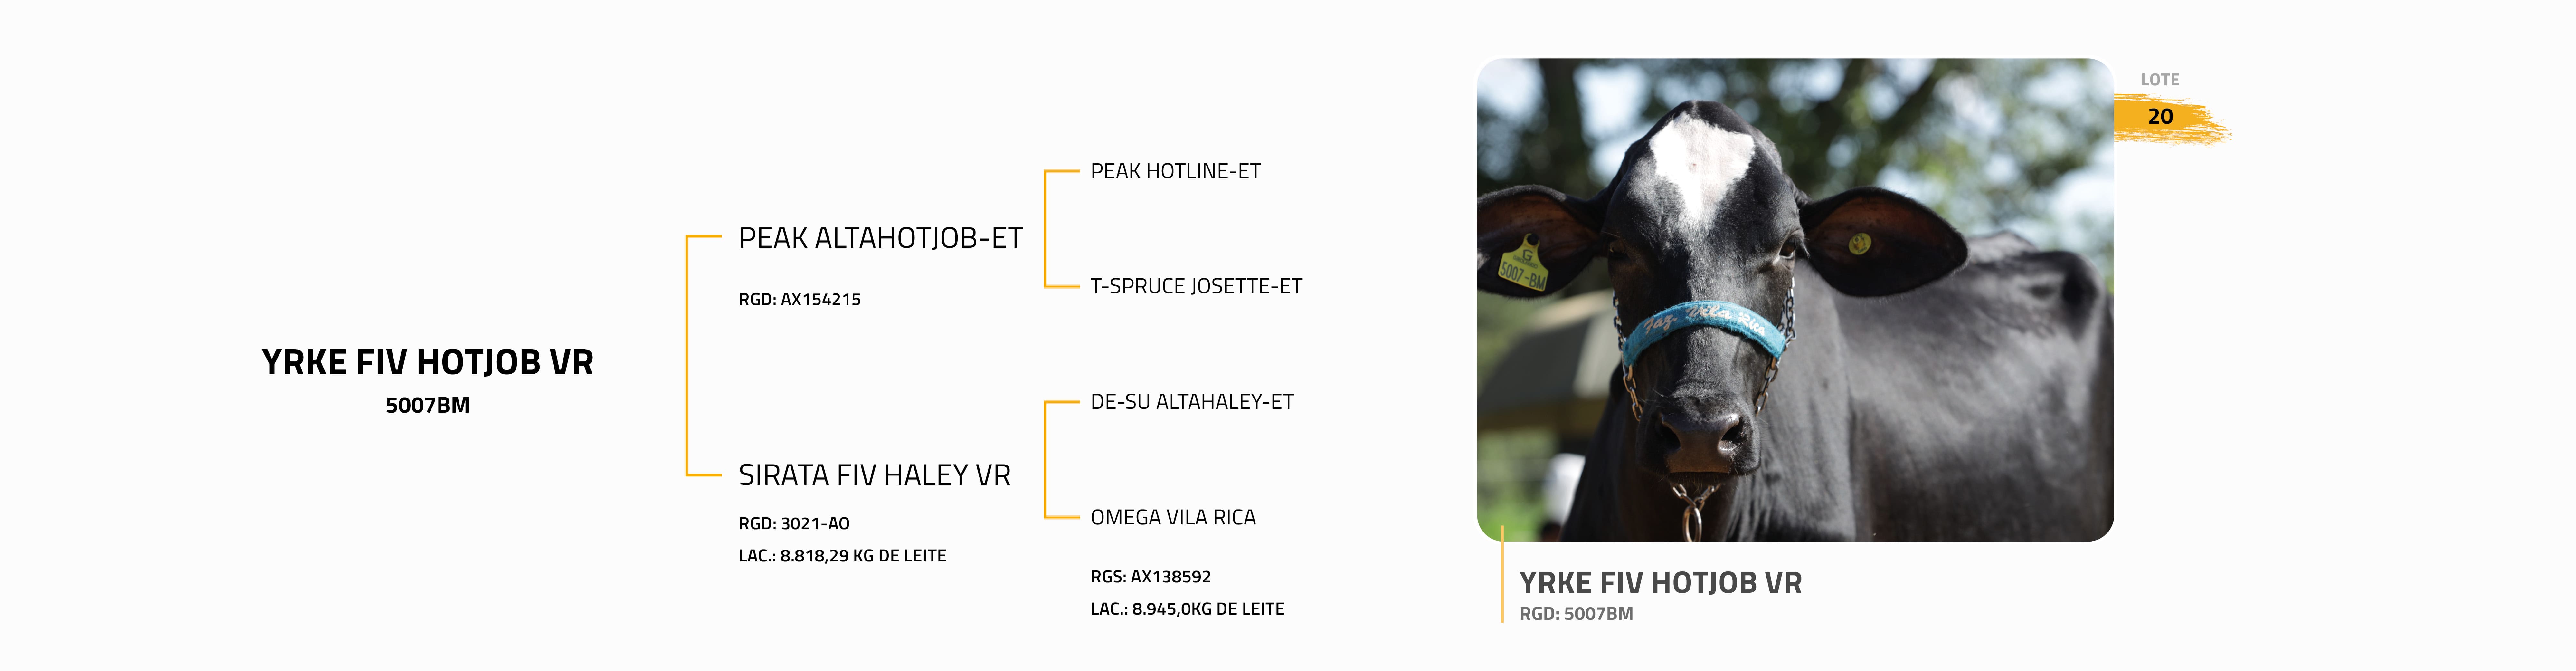 YRKE FIV HOTJOB VR
5007BM
PEAK ALTAHOTJOB-ET
RGD: AX154215
SIRATA FIV HALEY VR
RGD: 3021-AO
LAC.: 8.818,29 KG DE LEITE
PEAK HOTLINE-ET
T-SPRUCE JOSETTE-ET
DE-SU ALTAHALEY-ET
OMEGA VILA RICA
RGS: AX138592
LAC.: 8.945,0KG DE LEITE
LOTE
20
G
5007-BM
Faz. Vila Rica
YRKE FIV HOTJOB VR
RGD: 5007BM